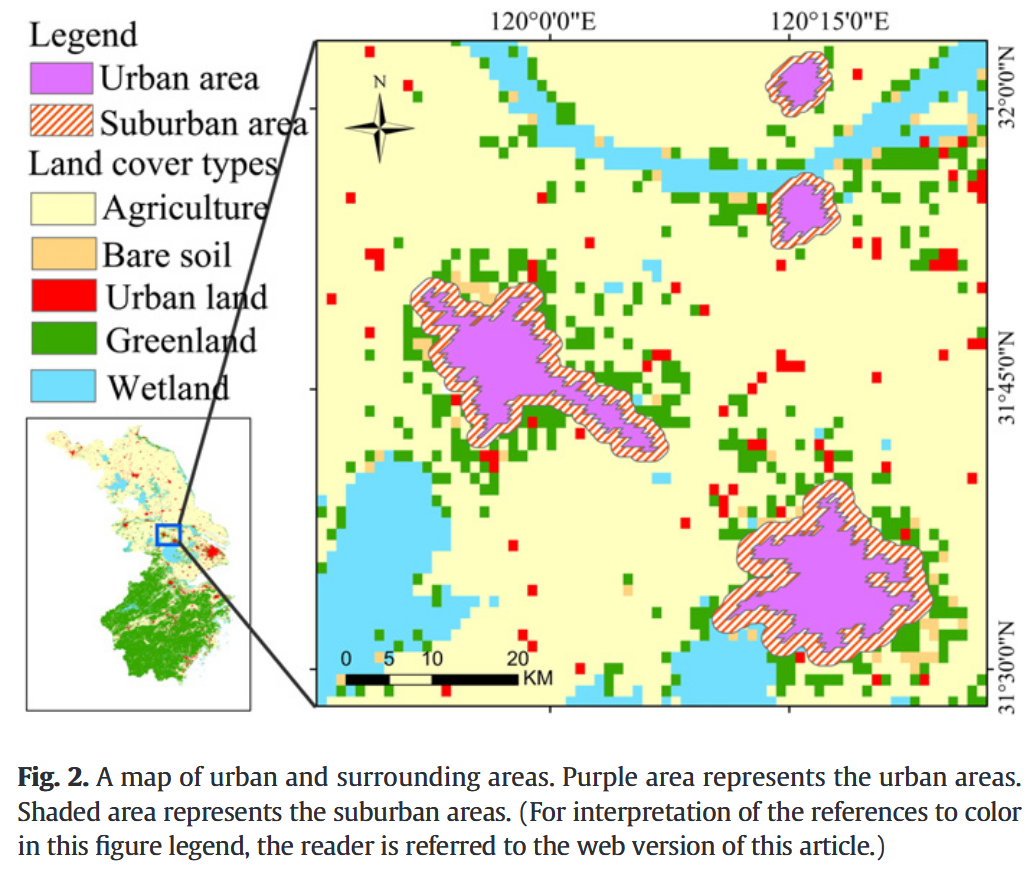 Legend
Urban area
Suburban area
Land cover types
Agriculture
Bare soil
Urban land
Greenland
Wetland
120°0'0"E
120°15'0"E
N
32°0'0"N
31°45'0"N
31°30'0"N
0 5 10 20
KM
Fig. 2. A map of urban and surrounding areas. Purple area represents the urban areas.
Shaded area represents the suburban areas. (For interpretation of the references to color
in this figure legend, the reader is referred to the web version of this article.)